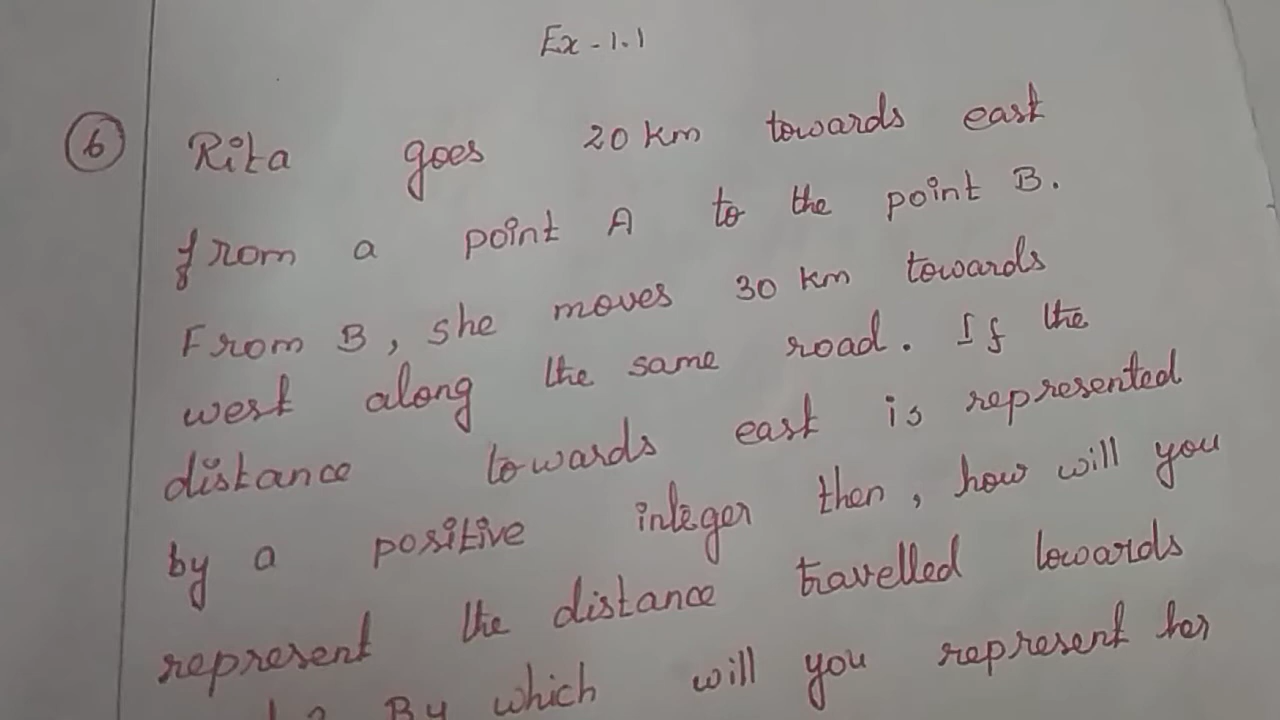 Ex - 1.1
6 Rita goes 20 km towards east
from a point A to the point B.
From B, she moves 30 km towards
west along the same road. If the
distance towards east is represented
by a positive integer then, how will you
represent the distance travelled towards
? By which will you represent her